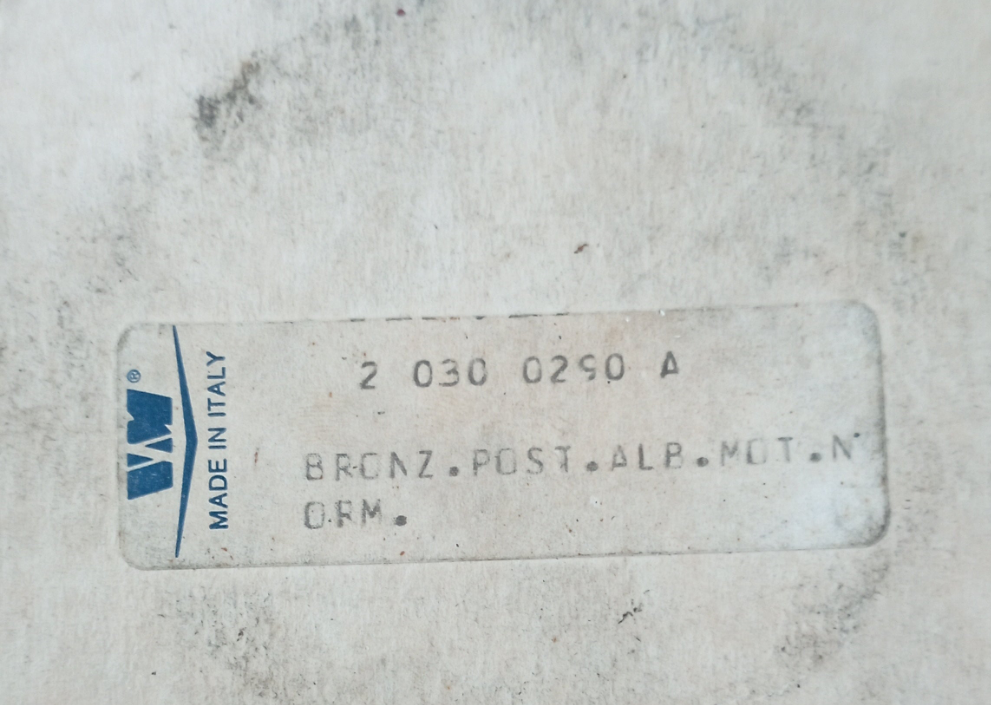 VM®
MADE IN ITALY
2 030 0290 A
BRONZ.POST.ALB.MOT.N
ORM.